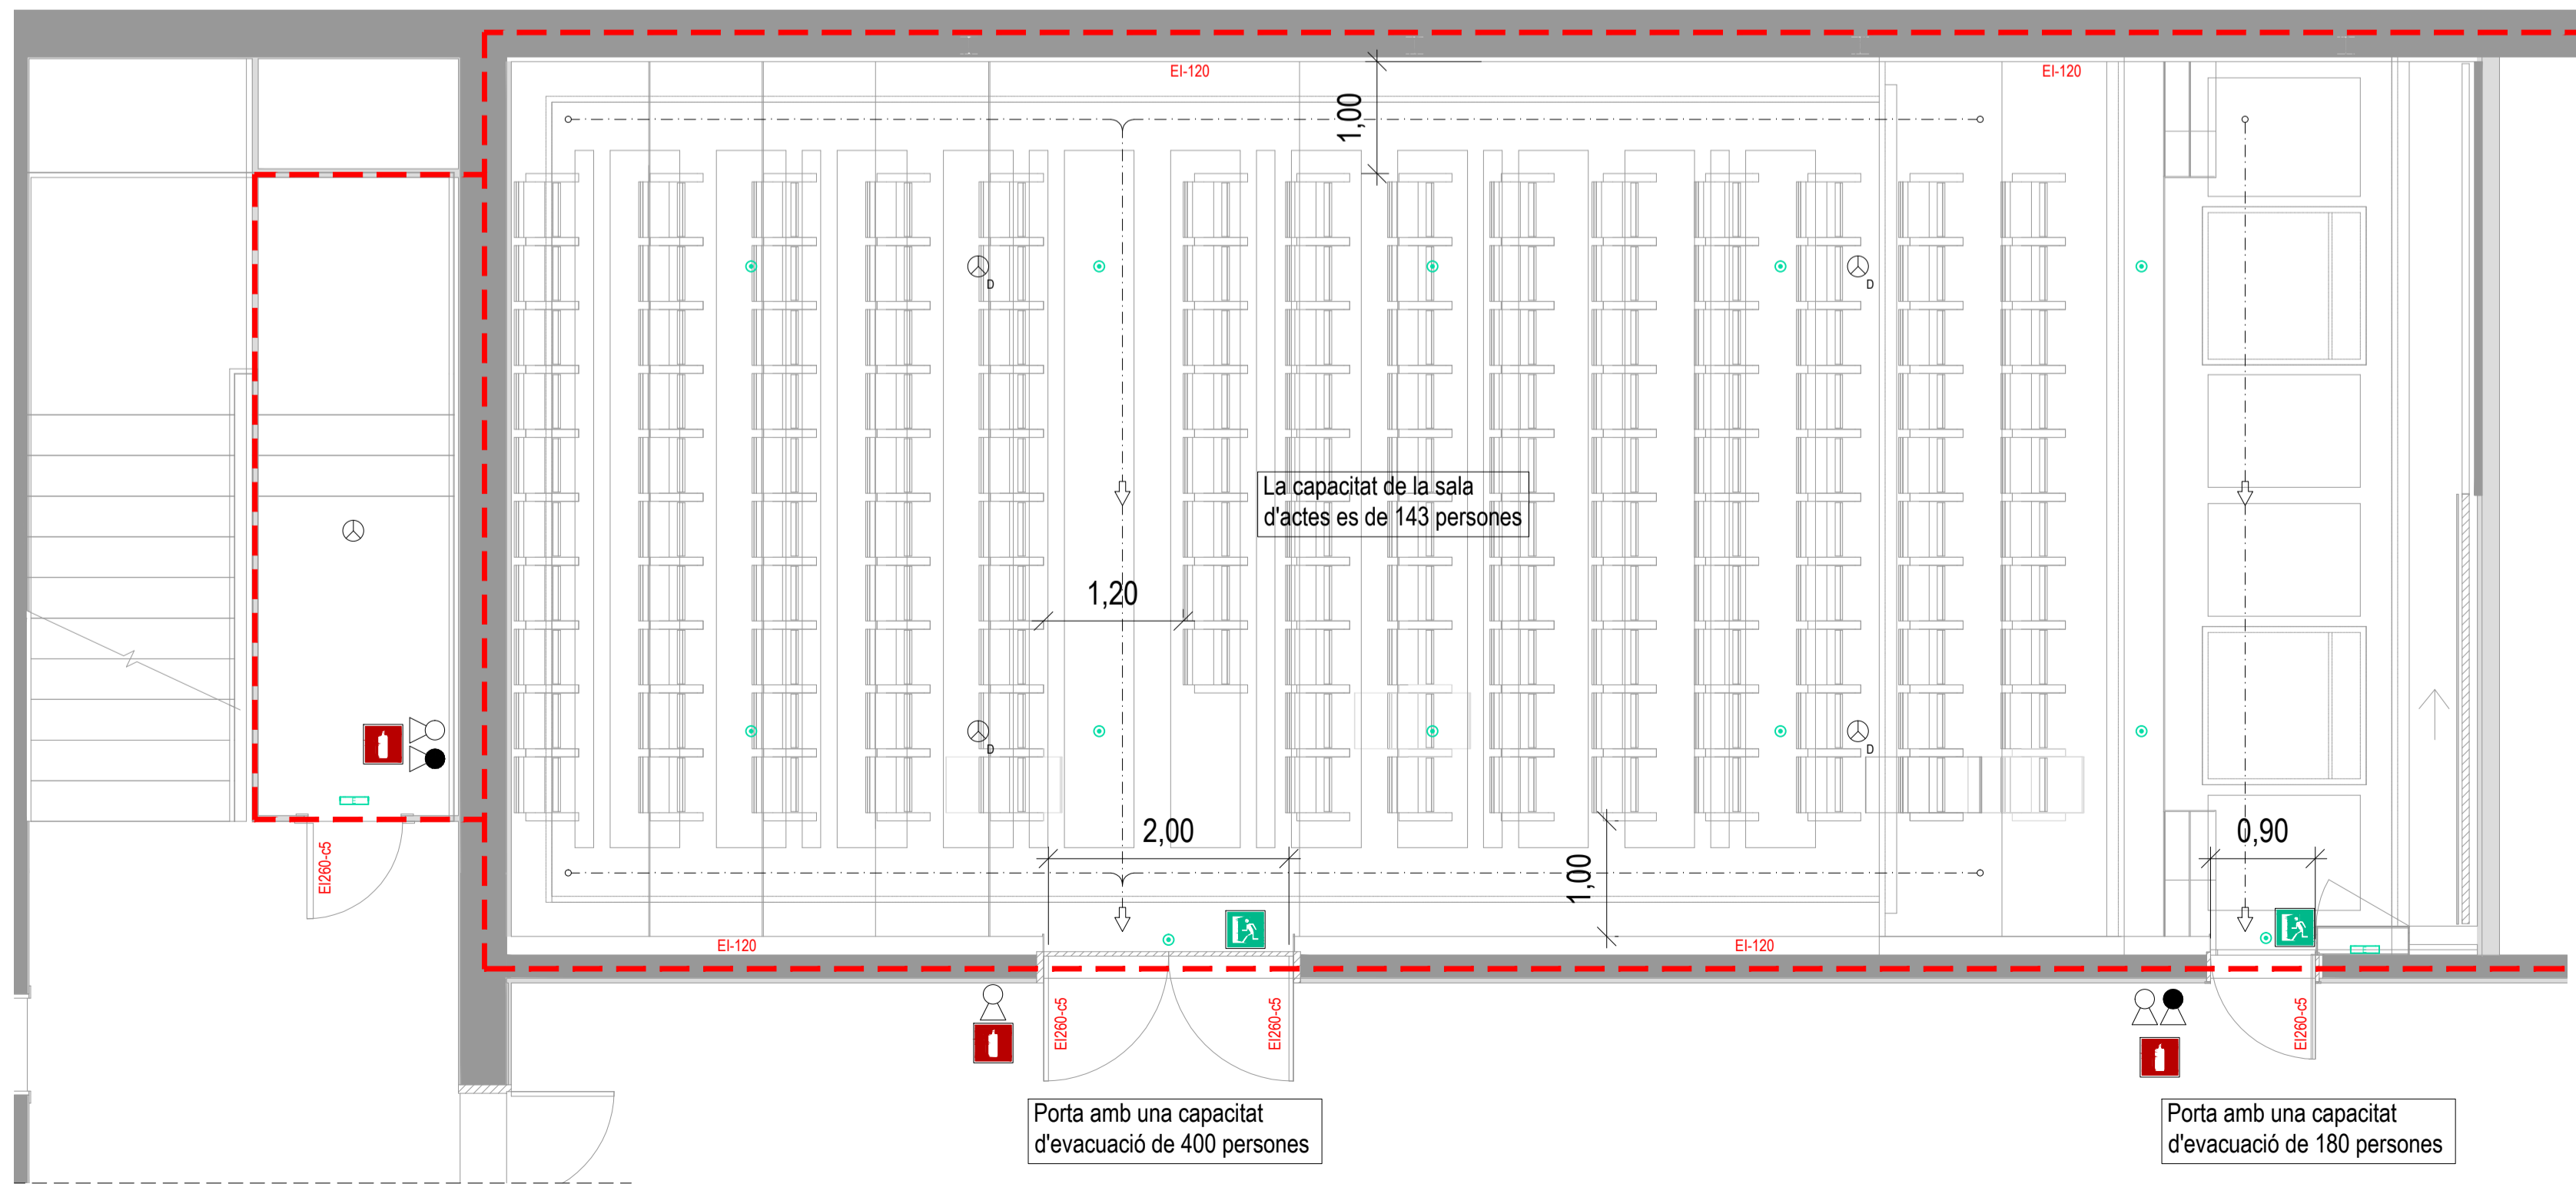 EI-120
EI-120
1,00
D
D
La capacitat de la sala
d'actes es de 143 persones
1,20
D
D
2,00
1,00
0,90
EI260-c5
E
EI-120
EI-120
E
EI260-c5
EI260-c5
EI260-c5
Porta amb una capacitat
d'evacuació de 400 persones
Porta amb una capacitat
d'evacuació de 180 persones